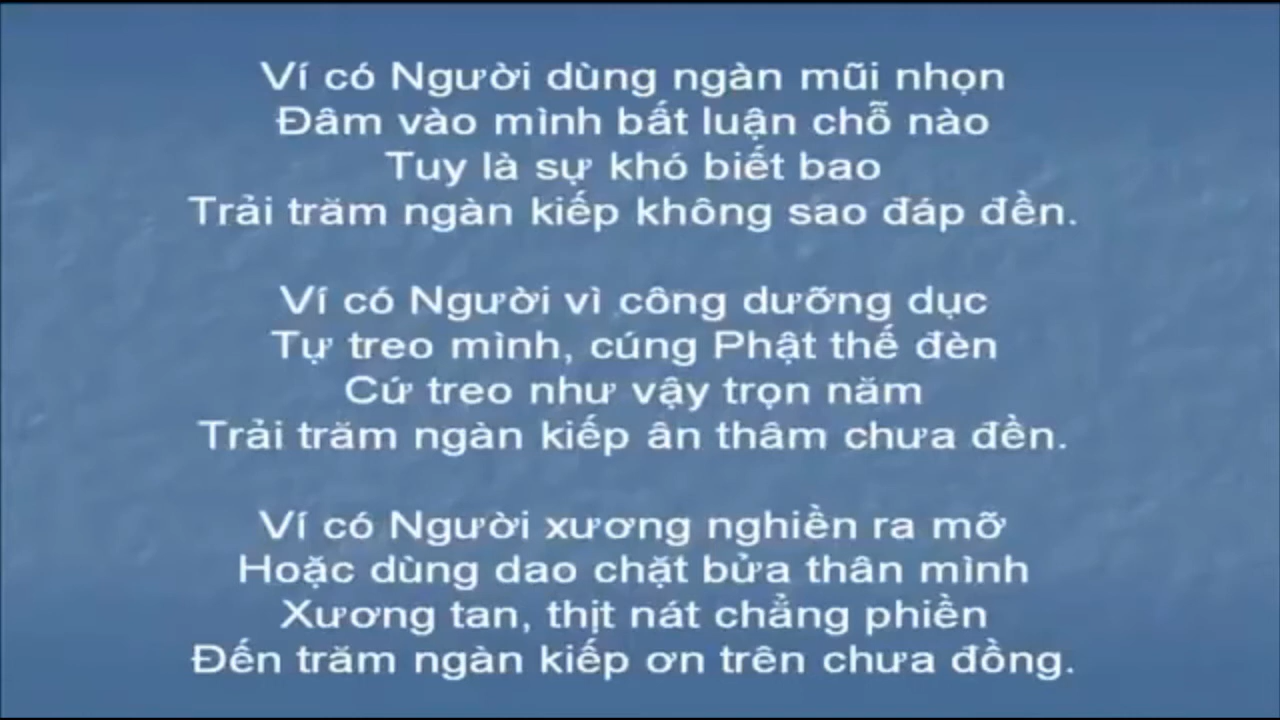 Ví có Người dùng ngàn mũi nhọn
Đâm vào mình bất luận chỗ nào
Tuy là sự khó biết bao
Trải trăm ngàn kiếp không sao đáp đền.
Ví có Người vì công dưỡng dục
Tự treo mình, cúng Phật thế đèn
Cứ treo như vậy trọn năm
Trải trăm ngàn kiếp ân thâm chưa đền.
Ví có Người xương nghiền ra mỡ
Hoặc dùng dao chặt bửa thân mình
Xương tan, thịt nát chẳng phiền
Đến trăm ngàn kiếp ơn trên chưa đồng.